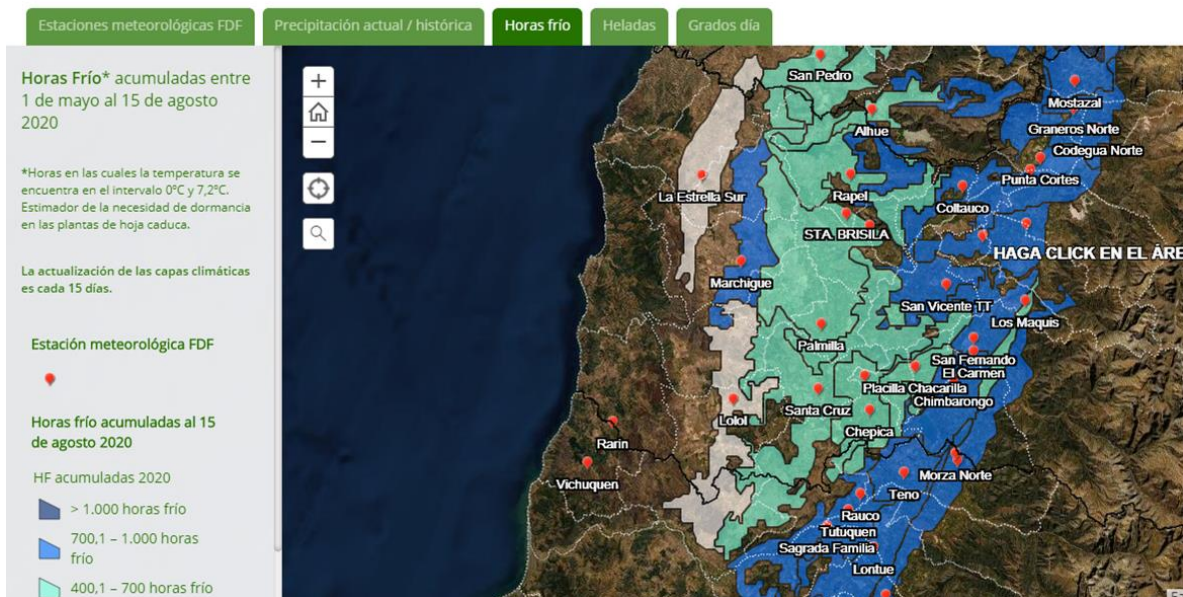 Estaciones meteorológicas FDF
Precipitación actual / histórica
Horas frío
Heladas
Grados día
Horas Frío* acumuladas entre
1 de mayo al 15 de agosto
2020
*Horas en las cuales la temperatura se
encuentra en el intervalo 0ºC y 7,2ºC.
Estimador de la necesidad de dormancia
en las plantas de hoja caduca.
La actualización de las capas climáticas
es cada 15 días.
Estación meteorológica FDF
Horas frío acumuladas al 15
de agosto 2020
HF acumuladas 2020
> 1.000 horas frío
700,1 – 1.000 horas
frío
400,1 – 700 horas frío
+
−
San Pedro
Mostazal
Alhue
Graneros Norte
Codegua Norte
Punta Cortes
La Estrella Sur
Rapel
Coltauco
STA. BRISILA
HAGA CLICK EN EL ÁRE
Marchigue
San Vicente TT
Los Maquis
Palmilla
San Fernando
El Carmen
Placilla Chacarilla
Chimbarongo
Santa Cruz
Lolol
Chepica
Rarin
Vichuquen
Morza Norte
Teno
Rauco
Tutuquen
Sagrada Familia
Lontue